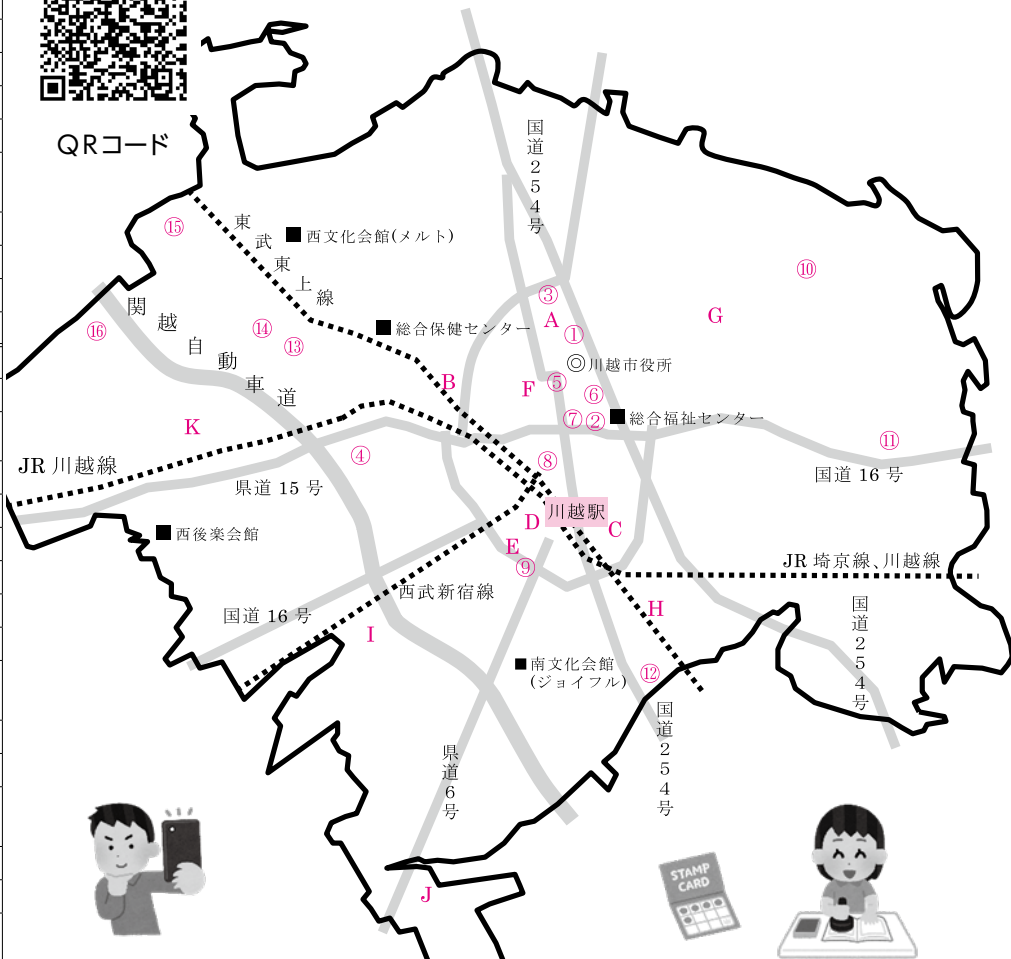 QRコード
国道254号
⑮
東武東上線
西文化会館(メルト)
⑩
関越自動車道
③
A
G
①
⑯
⑭
⑬
総合保健センター
川越市役所
B
F
⑤
⑥
⑦
②
総合福祉センター
K
④
⑪
JR 川越線
県道 15 号
⑧
国道 16 号
川越駅
D
C
西後楽会館
E
⑨
JR 埼京線、川越線
西武新宿線
国道 16 号
H
I
国道254号
南文化会館
(ジョイフル)
⑫
国道254号
県道6号
J
STAMP
CARD